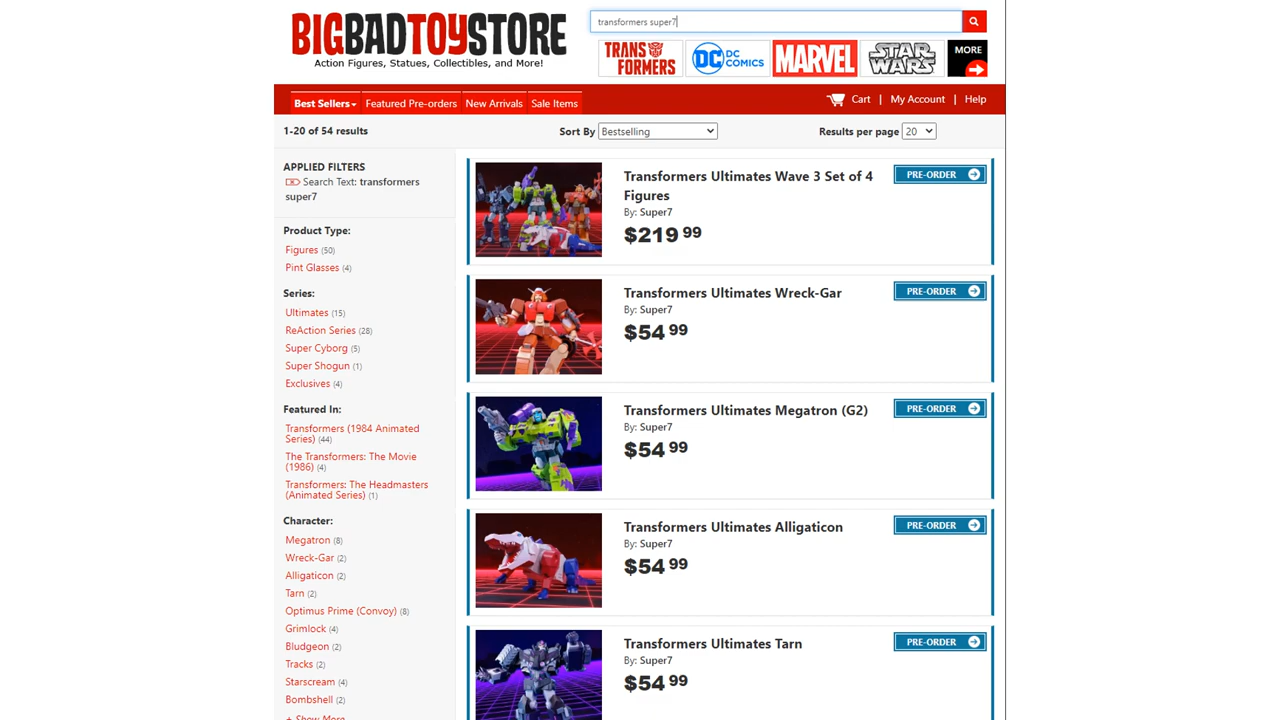 BIGBADTOYSTORE
Action Figures, Statues, Collectibles, and More!
transformers super7
TRANSFORMERS
DC
DC COMICS
MARVEL
STAR WARS
MORE
Best Sellers
Featured Pre-orders
New Arrivals
Sale Items
Cart | My Account | Help
1-20 of 54 results
Sort By Bestselling
Results per page 20
APPLIED FILTERS
Search Text: transformers
super7
Product Type:
Figures (50)
Pint Glasses (4)
Series:
Ultimates (15)
ReAction Series (28)
Super Cyborg (5)
Super Shogun (1)
Exclusives (4)
Featured In:
Transformers (1984 Animated
Series) (44)
The Transformers: The Movie
(1986) (4)
Transformers: The Headmasters
(Animated Series) (1)
Character:
Megatron (8)
Wreck-Gar (2)
Alligaticon (2)
Tarn (2)
Optimus Prime (Convoy) (8)
Grimlock (4)
Bludgeon (2)
Tracks (2)
Starscream (4)
Bombshell (2)
+ Show More
Transformers Ultimates Wave 3 Set of 4
Figures
By: Super7
$219 99
PRE-ORDER
Transformers Ultimates Wreck-Gar
By: Super7
$54 99
PRE-ORDER
Transformers Ultimates Megatron (G2)
By: Super7
$54 99
PRE-ORDER
Transformers Ultimates Alligaticon
By: Super7
$54 99
PRE-ORDER
Transformers Ultimates Tarn
By: Super7
$54 99
PRE-ORDER